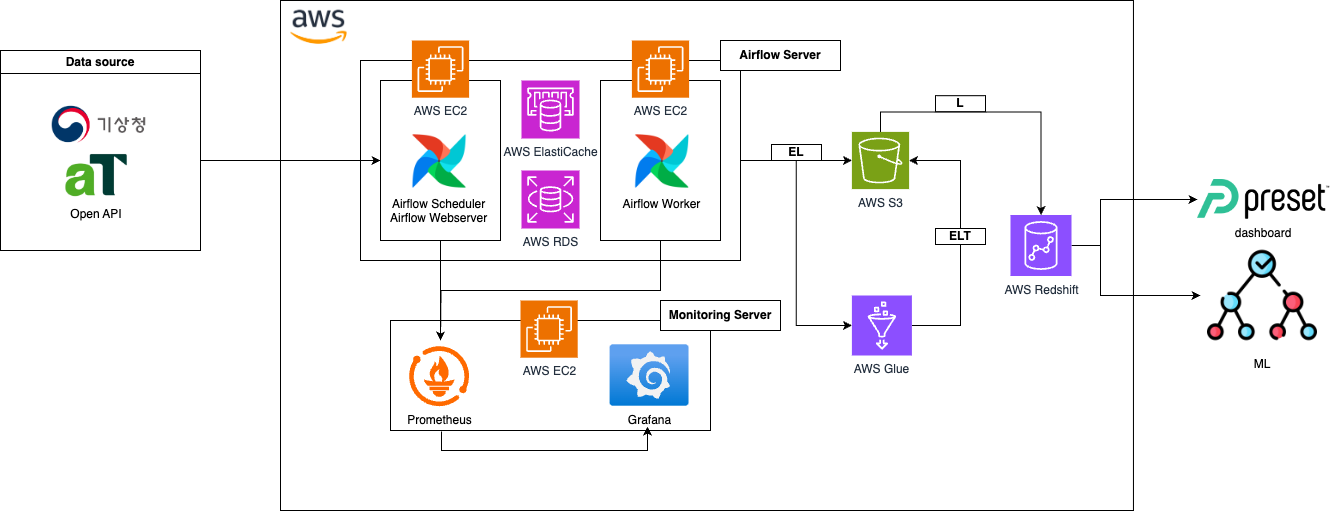 aws
Data source
기상청
aT
Open API
Airflow Server
AWS EC2
AWS EC2
AWS ElastiCache
Airflow Scheduler
Airflow Webserver
AWS RDS
Airflow Worker
EL
L
AWS S3
ELT
AWS Redshift
preset
dashboard
ML
Monitoring Server
AWS EC2
AWS Glue
Prometheus
Grafana